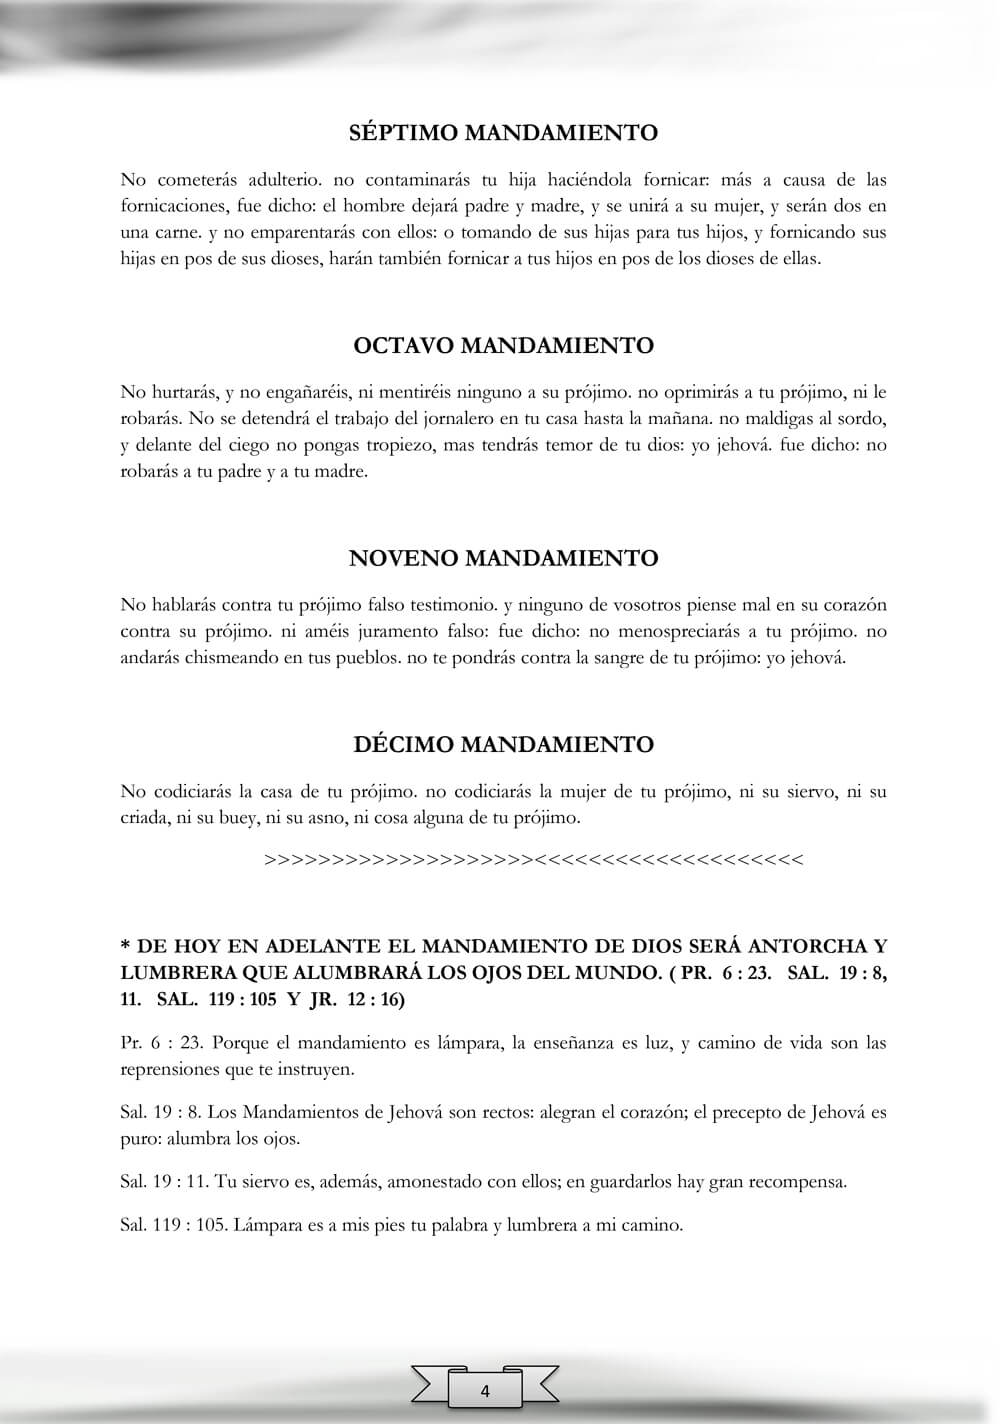 SÉPTIMO MANDAMIENTO
No cometerás adulterio. no contaminarás tu hija haciéndola fornicar: más a causa de las
fornicaciones, fue dicho: el hombre dejará padre y madre, y se unirá a su mujer, y serán dos en
una carne. y no emparentarás con ellos: o tomando de sus hijas para tus hijos, y fornicando sus
hijas en pos de sus dioses, harán también fornicar a tus hijos en pos de los dioses de ellas.
OCTAVO MANDAMIENTO
No hurtarás, y no engañaréis, ni mentiréis ninguno a su prójimo. no oprimirás a tu prójimo, ni le
robarás. No se detendrá el trabajo del jornalero en tu casa hasta la mañana. no maldigas al sordo,
y delante del ciego no pongas tropiezo, mas tendrás temor de tu dios: yo jehová. fue dicho: no
robarás a tu padre y a tu madre.
NOVENO MANDAMIENTO
No hablarás contra tu prójimo falso testimonio. y ninguno de vosotros piense mal en su corazón
contra su prójimo. ni améis juramento falso: fue dicho: no menospreciarás a tu prójimo. no
andarás chismeando en tus pueblos. no te pondrás contra la sangre de tu prójimo: yo jehová.
DÉCIMO MANDAMIENTO
No codiciarás la casa de tu prójimo. no codiciarás la mujer de tu prójimo, ni su siervo, ni su
criada, ni su buey, ni su asno, ni cosa alguna de tu prójimo.
>>>>>>>>>>>>>>>>>>>><<<<<<<<<<<<<<<<<<<<
* DE HOY EN ADELANTE EL MANDAMIENTO DE DIOS SERÁ ANTORCHA Y
LUMBRERA QUE ALUMBRARÁ LOS OJOS DEL MUNDO. ( PR. 6 : 23. SAL. 19 : 8,
11. SAL. 119 : 105 Y JR. 12 : 16)
Pr. 6 : 23. Porque el mandamiento es lámpara, la enseñanza es luz, y camino de vida son las
reprensiones que te instruyen.
Sal. 19 : 8. Los Mandamientos de Jehová son rectos: alegran el corazón; el precepto de Jehová es
puro: alumbra los ojos.
Sal. 19 : 11. Tu siervo es, además, amonestado con ellos; en guardarlos hay gran recompensa.
Sal. 119 : 105. Lámpara es a mis pies tu palabra y lumbrera a mi camino.
4